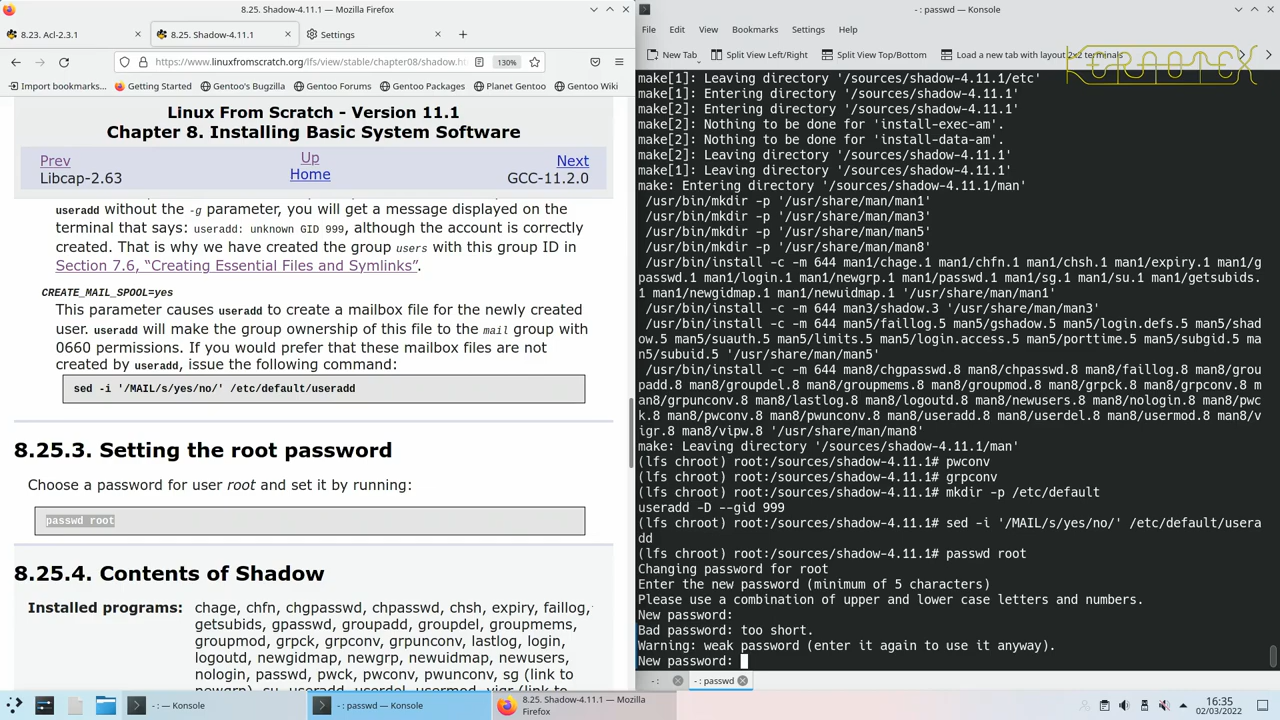 8.25. Shadow-4.11.1 — Mozilla Firefox
8.23. Acl-2.3.1
8.25. Shadow-4.11.1
Settings
https://www.linuxfromscratch.org/lfs/view/stable/chapter8/shadow.h
130%
Import bookmarks...
Getting Started
Gentoo's Bugzilla
Gentoo Forums
Gentoo Packages
Planet Gentoo
Gentoo Wiki
Linux From Scratch - Version 11.1
Chapter 8. Installing Basic System Software
Prev
Up
Next
Libcap-2.63
Home
GCC-11.2.0
useradd without the -g parameter, you will get a message displayed on the
terminal that says: useradd: unknown GID 999, although the account is correctly
created. That is why we have created the group users with this group ID in
Section 7.6, “Creating Essential Files and Symlinks”.
CREATE_MAIL_SPOOL=yes
This parameter causes useradd to create a mailbox file for the newly created
user. useradd will make the group ownership of this file to the mail group with
0660 permissions. If you would prefer that these mailbox files are not
created by useradd, issue the following command:
sed -i '/MAIL/s/yes/no/' /etc/default/useradd
8.25.3. Setting the root password
Choose a password for user root and set it by running:
passwd root
8.25.4. Contents of Shadow
Installed programs:
chage, chfn, chgpasswd, chpasswd, chsh, expiry, faillog,
getsubids, gpasswd, groupadd, groupdel, groupmems,
groupmod, grpck, grpconv, grpunconv, lastlog, login,
logoutd, newgidmap, newgrp, newuidmap, newusers,
nologin, passwd, pwck, pwconv, pwunconv, sg (link to
newgrp), su, useradd, userdel, usermod, vigr (link to
- : passwd — Konsole
File
Edit
View
Bookmarks
Settings
Help
New Tab
Split View Left/Right
Split View Top/Bottom
Load a new tab with layout 2x2 terminals
KERNOTEX
make[1]: Leaving directory '/sources/shadow-4.11.1/etc'
make[1]: Entering directory '/sources/shadow-4.11.1'
make[2]: Entering directory '/sources/shadow-4.11.1'
make[2]: Nothing to be done for 'install-exec-am'.
make[2]: Nothing to be done for 'install-data-am'.
make[2]: Leaving directory '/sources/shadow-4.11.1'
make[1]: Leaving directory '/sources/shadow-4.11.1'
make: Entering directory '/sources/shadow-4.11.1/man'
/usr/bin/mkdir -p '/usr/share/man/man1'
/usr/bin/mkdir -p '/usr/share/man/man3'
/usr/bin/mkdir -p '/usr/share/man/man5'
/usr/bin/mkdir -p '/usr/share/man/man8'
/usr/bin/install -c -m 644 man1/chage.1 man1/chfn.1 man1/chsh.1 man1/expiry.1 man1/g
passwd.1 man1/login.1 man1/newgrp.1 man1/passwd.1 man1/sg.1 man1/su.1 man1/getsubids.
1 man1/newgidmap.1 man1/newuidmap.1 '/usr/share/man/man1'
/usr/bin/install -c -m 644 man3/shadow.3 '/usr/share/man/man3'
/usr/bin/install -c -m 644 man5/faillog.5 man5/gshadow.5 man5/login.defs.5 man5/shad
ow.5 man5/suauth.5 man5/limits.5 man5/login.access.5 man5/porttime.5 man5/subgid.5 ma
n5/subuid.5 '/usr/share/man/man5'
/usr/bin/install -c -m 644 man8/chgpasswd.8 man8/chpasswd.8 man8/faillog.8 man8/grou
padd.8 man8/groupdel.8 man8/groupmems.8 man8/groupmod.8 man8/grpck.8 man8/grpconv.8 m
an8/grpunconv.8 man8/lastlog.8 man8/logoutd.8 man8/newusers.8 man8/nologin.8 man8/pwc
k.8 man8/pwconv.8 man8/pwunconv.8 man8/useradd.8 man8/userdel.8 man8/usermod.8 man8/v
igr.8 man8/vipw.8 '/usr/share/man/man8'
make: Leaving directory '/sources/shadow-4.11.1/man'
(lfs chroot) root:/sources/shadow-4.11.1# pwconv
(lfs chroot) root:/sources/shadow-4.11.1# grpconv
(lfs chroot) root:/sources/shadow-4.11.1# mkdir -p /etc/default
useradd -D --gid 999
(lfs chroot) root:/sources/shadow-4.11.1# sed -i '/MAIL/s/yes/no/' /etc/default/usera
dd
(lfs chroot) root:/sources/shadow-4.11.1# passwd root
Changing password for root
Enter the new password (minimum of 5 characters)
Please use a combination of upper and lower case letters and numbers.
New password:
Bad password: too short.
Warning: weak password (enter it again to use it anyway).
New password:
- :
- : passwd
- : — Konsole
- : passwd — Konsole
8.25. Shadow-4.11.1 — Mozilla
Firefox
16:35
02/03/2022